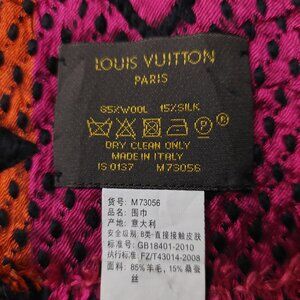 LOUIS VUITTON
PARIS
85%WOOL 15%SILK
DRY CLEAN ONLY
MADE IN ITALY
IS 0137 M73056
货号: M73056
品名: 围巾
产地: 意大利
安全级别: B类-直接接触皮肤
标准号: GB18401-2010
执行标准: FZ/T43014-2008
面料: 85%羊毛, 15%桑蚕
丝